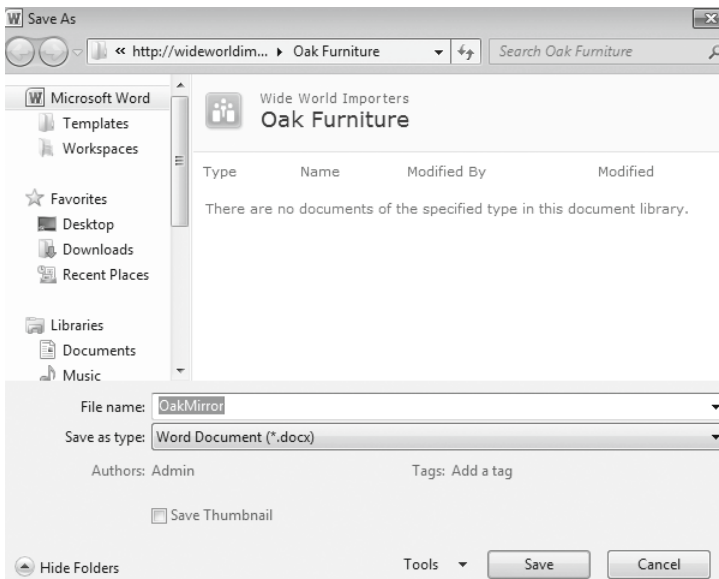 Save As
« http://wideworldim... ▸ Oak Furniture
Search Oak Furniture
Microsoft Word
Templates
Workspaces
Favorites
Desktop
Downloads
Recent Places
Libraries
Documents
Music
Wide World Importers
Oak Furniture
Type Name Modified By Modified
There are no documents of the specified type in this document library.
File name: OakMirror
Save as type: Word Document (*.docx)
Authors: Admin Tags: Add a tag
Save Thumbnail
Hide Folders Tools Save Cancel